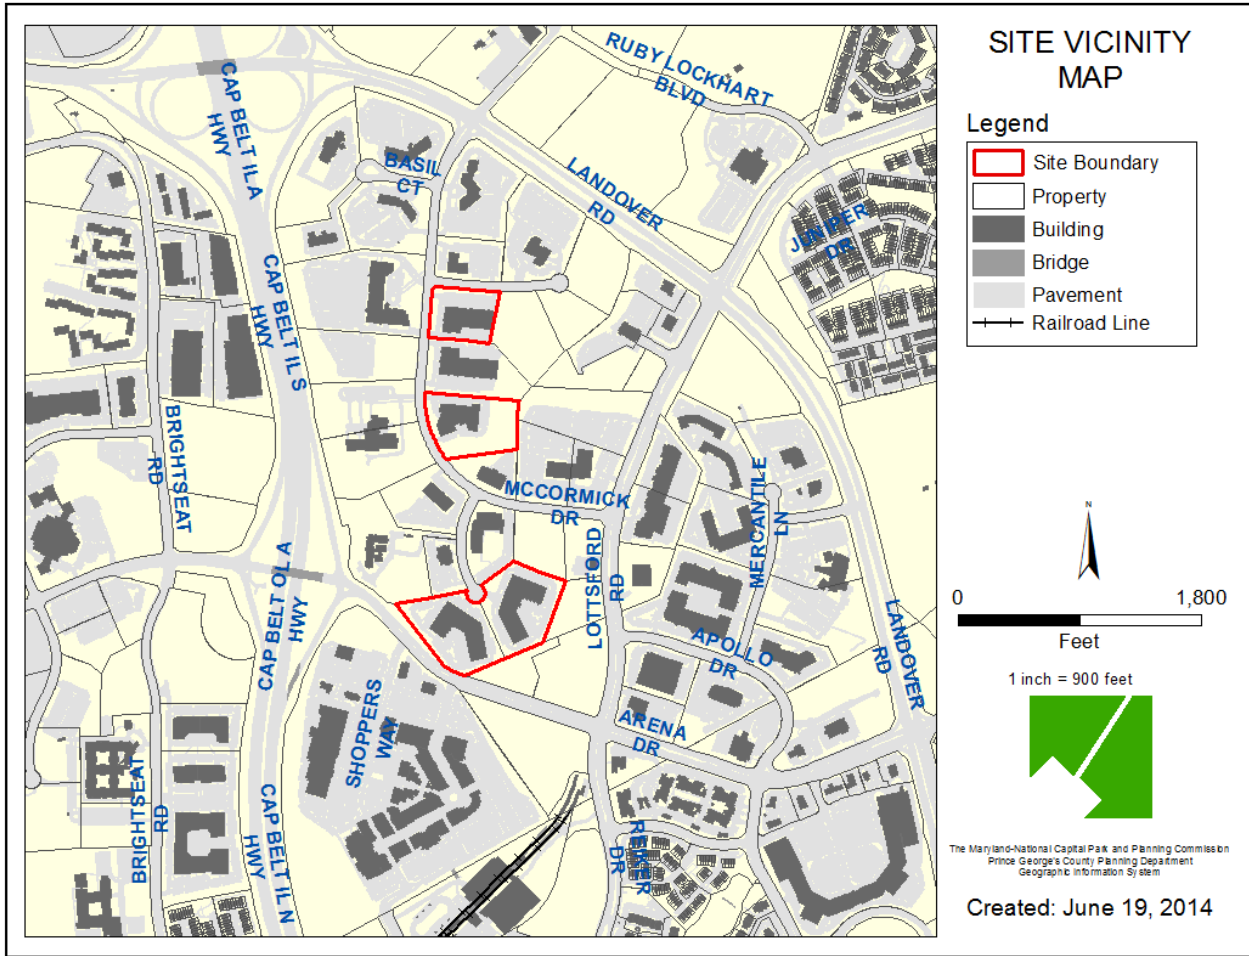 SITE VICINITY
MAP
Legend
Site Boundary
Property
Building
Bridge
Pavement
Railroad Line
N
0 1,800
Feet
1 inch = 900 feet
The Maryland-National Capital Park and Planning Commission
Prince George's County Planning Department
Geographic Information System
Created: June 19, 2014
RUBY LOCKHART
BLVD
CAP BELT IL A
HWY
BASIL
CT
LANDOVER
RD
JUNIPER
DR
CAP BELT IL S
HWY
BRIGHTSEAT
RD
MCCORMICK
DR
MERCANTILE
LN
LOTTSFORD
RD
CAP BELT OL A
HWY
APOLLO
DR
LANDOVER
RD
SHOPPERS
WAY
ARENA
DR
BRIGHTSEAT
RD
CAP BELT IL N
HWY
REIKER
DR